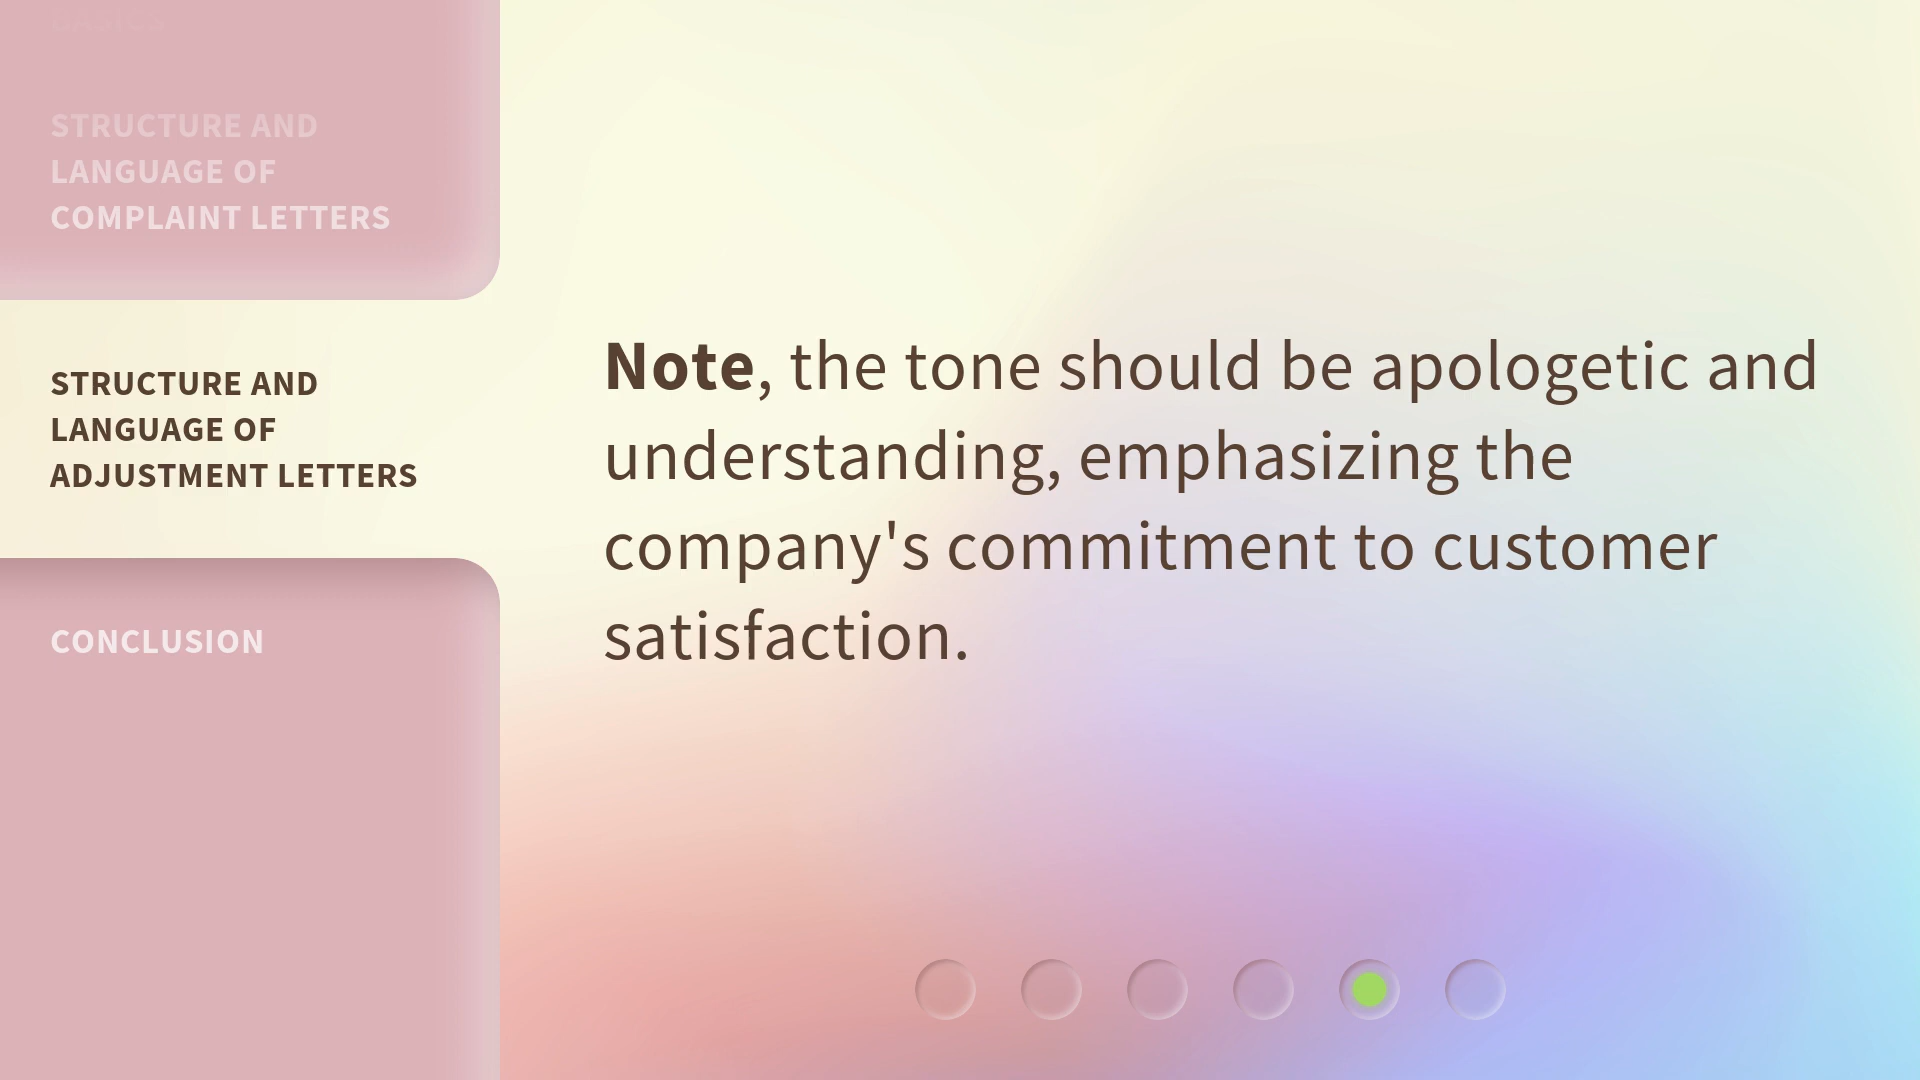 BASICS
STRUCTURE AND
LANGUAGE OF
COMPLAINT LETTERS
STRUCTURE AND
LANGUAGE OF
ADJUSTMENT LETTERS
CONCLUSION
Note, the tone should be apologetic and
understanding, emphasizing the
company's commitment to customer
satisfaction.